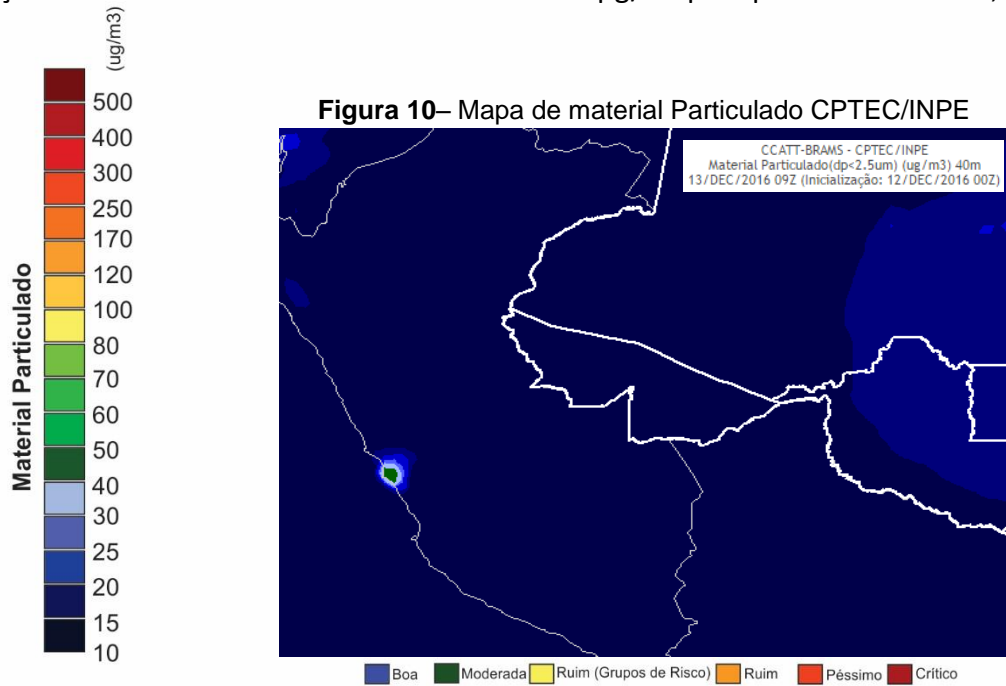 (ug/m3)
500
400
300
250
170
120
100
80
70
60
50
40
30
25
20
15
10
Material Particulado
Figura 10– Mapa de material Particulado CPTEC/INPE
CCATT-BRAMS - CPTEC/INPE
Material Particulado(dp<2.5um) (ug/m3) 40m
13/DEC/2016 09Z (Inicialização: 12/DEC/2016 00Z)
Boa Moderada Ruim (Grupos de Risco) Ruim Péssimo Crítico